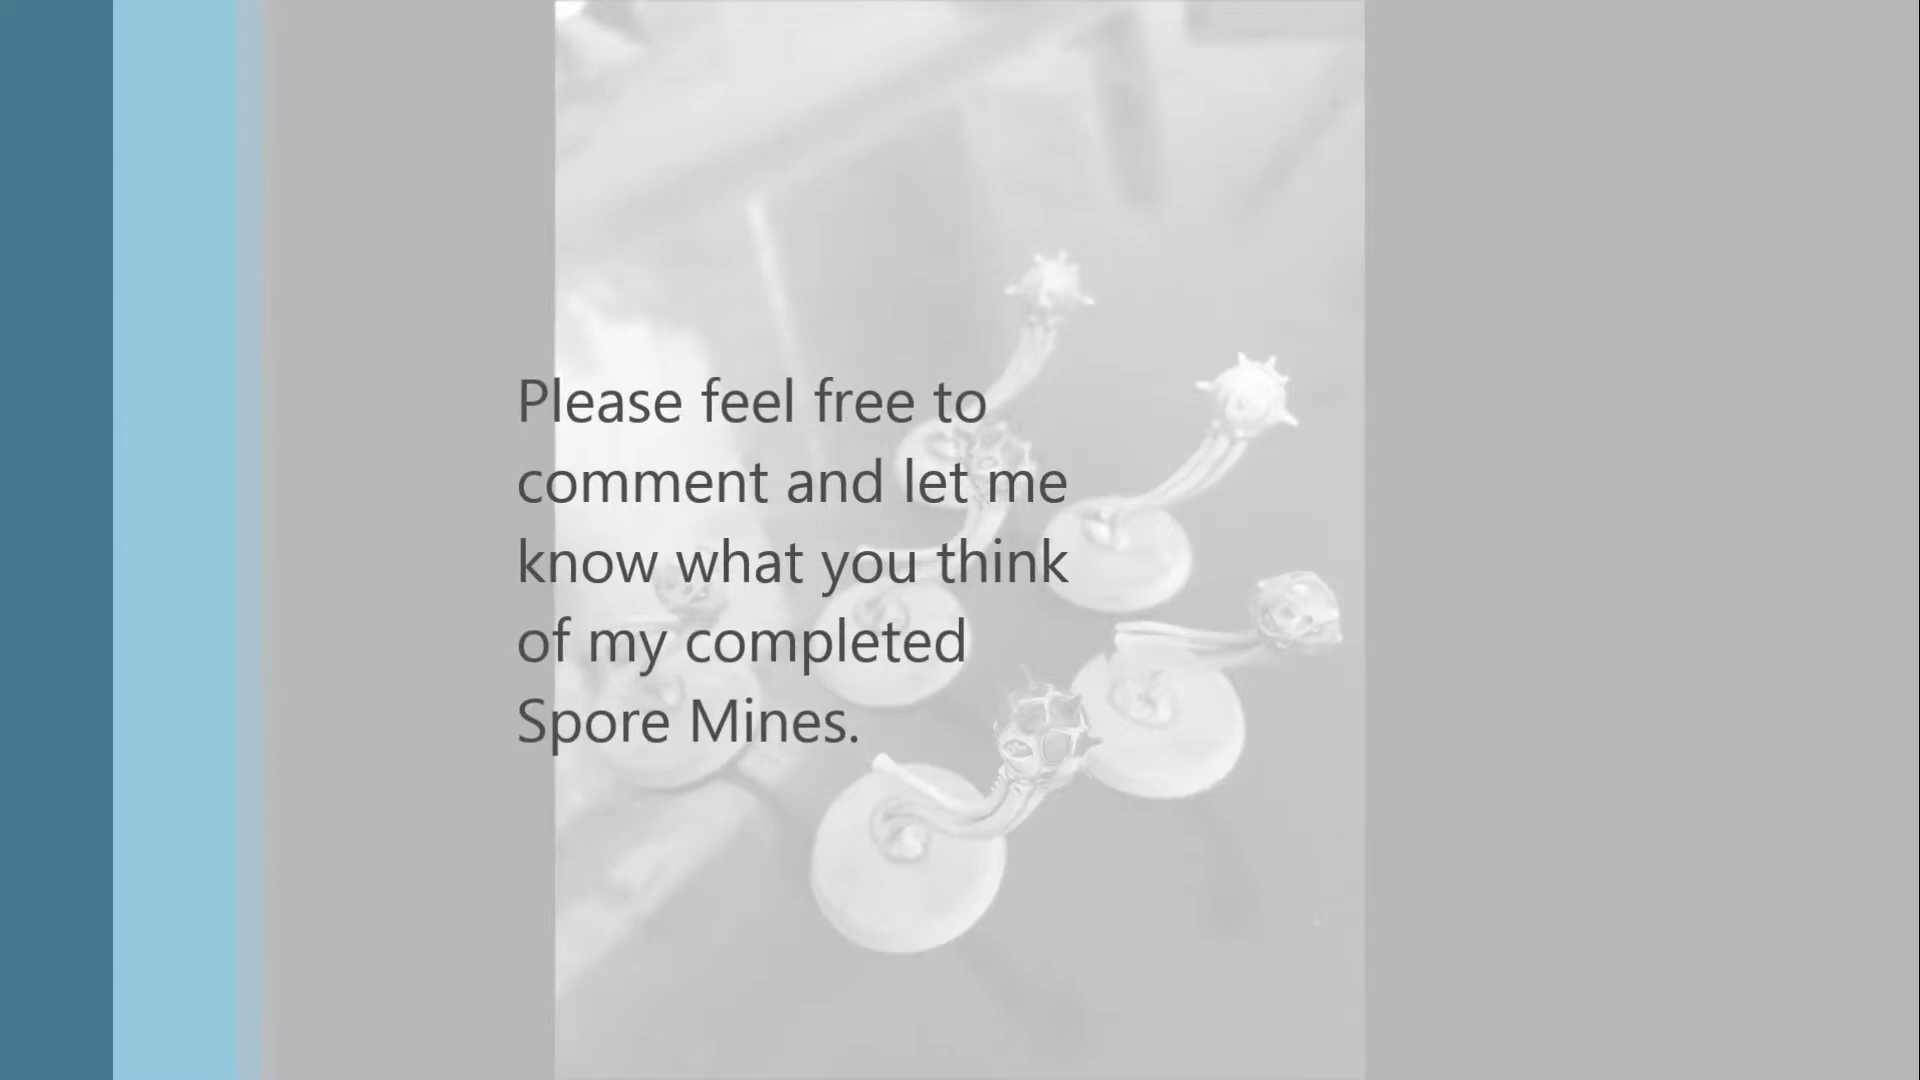 Please feel free to
comment and let me
know what you think
of my completed
Spore Mines.